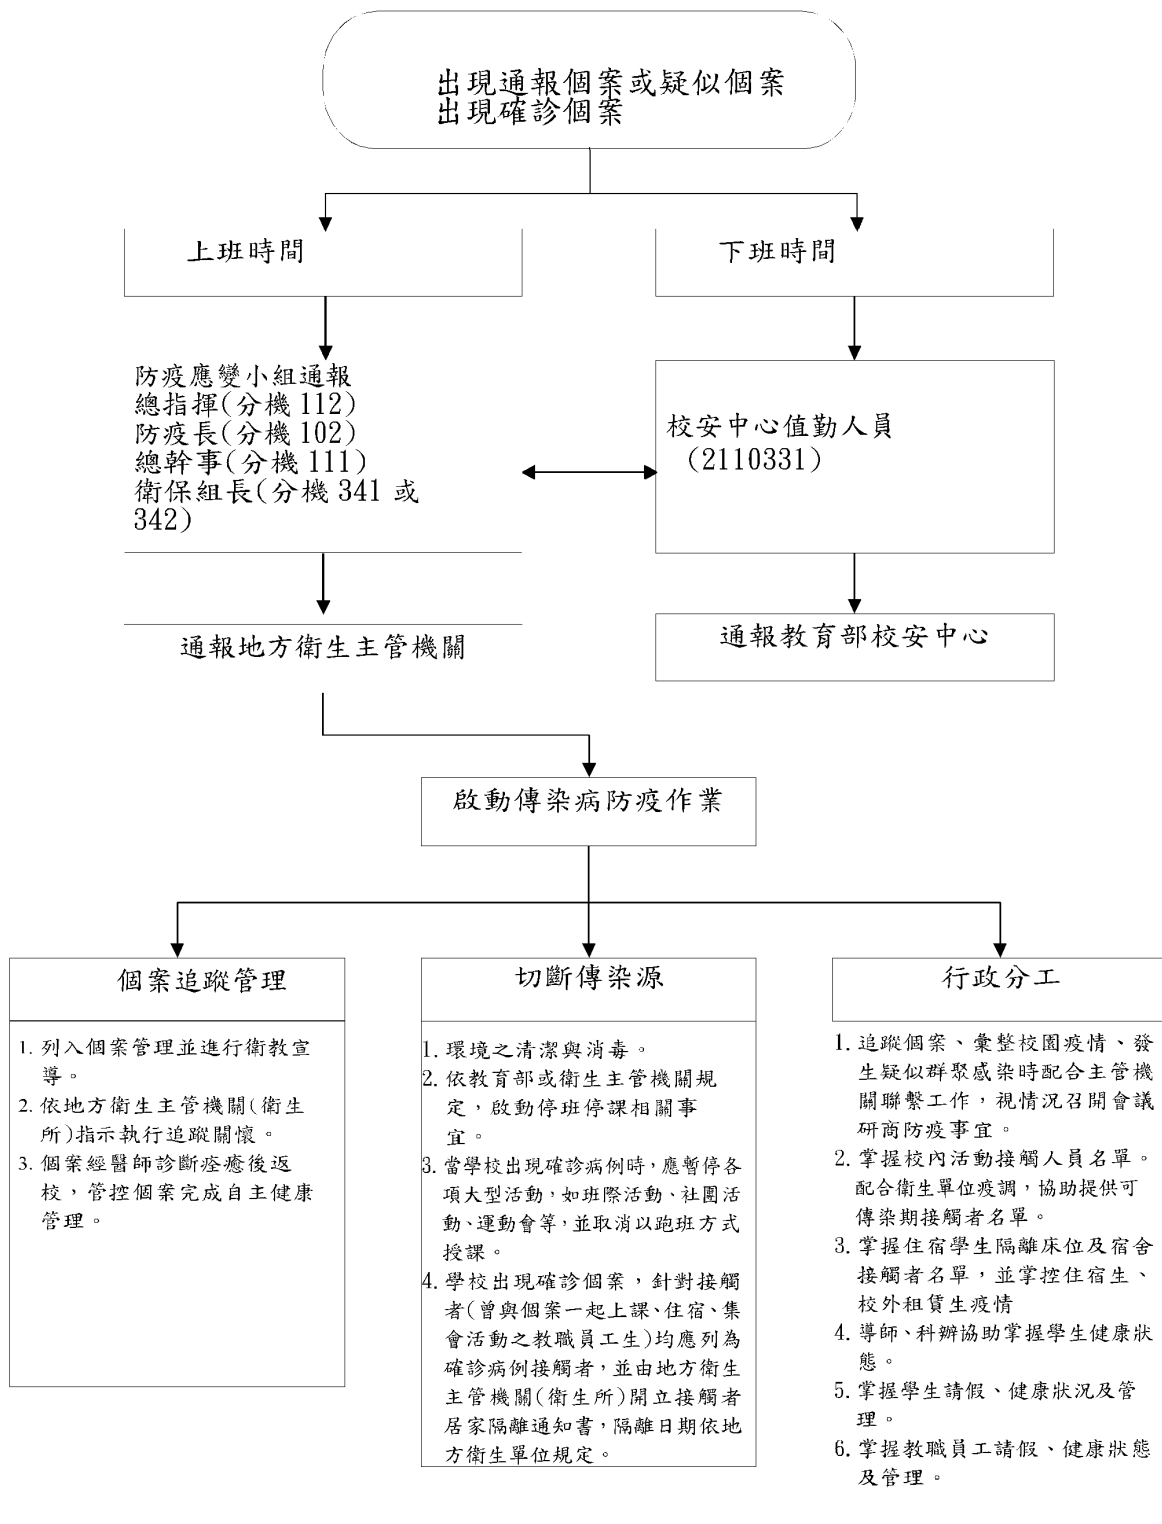 出現通報個案或疑似個案
出現確診個案
上班時間
下班時間
防疫應變小組通報
總指揮(分機 112)
防疫長(分機 102)
總幹事(分機 111)
衛保組長(分機 341 或
342)
校安中心值勤人員
（2110331）
通報地方衛生主管機關
通報教育部校安中心
啟動傳染病防疫作業
個案追蹤管理
1. 列入個案管理並進行衛教宣
導。
2. 依地方衛生主管機關(衛生
所)指示執行追蹤關懷。
3. 個案經醫師診斷痊癒後返
校，管控個案完成自主健康
管理。
切斷傳染源
1. 環境之清潔與消毒。
2. 依教育部或衛生主管機關規
定，啟動停班停課相關事
宜。
3. 當學校出現確診病例時，應暫停各
項大型活動，如班際活動、社團活
動、運動會等，並取消以跑班方式
授課。
4. 學校出現確診個案，針對接觸
者(曾與個案一起上課、住宿、集
會活動之教職員工生)均應列為
確診病例接觸者，並由地方衛生
主管機關(衛生所)開立接觸者
居家隔離通知書，隔離日期依地
方衛生單位規定。
行政分工
1. 追蹤個案、彙整校園疫情、發
生疑似群聚感染時配合主管機
關聯繫工作，視情況召開會議
研商防疫事宜。
2. 掌握校內活動接觸人員名單。
配合衛生單位疫調，協助提供可
傳染期接觸者名單。
3. 掌握住宿學生隔離床位及宿舍
接觸者名單，並掌控住宿生、
校外租賃生疫情
4. 導師、科辦協助掌握學生健康狀
態。
5. 掌握學生請假、健康狀況及管
理。
6. 掌握教職員工請假、健康狀態
及管理。